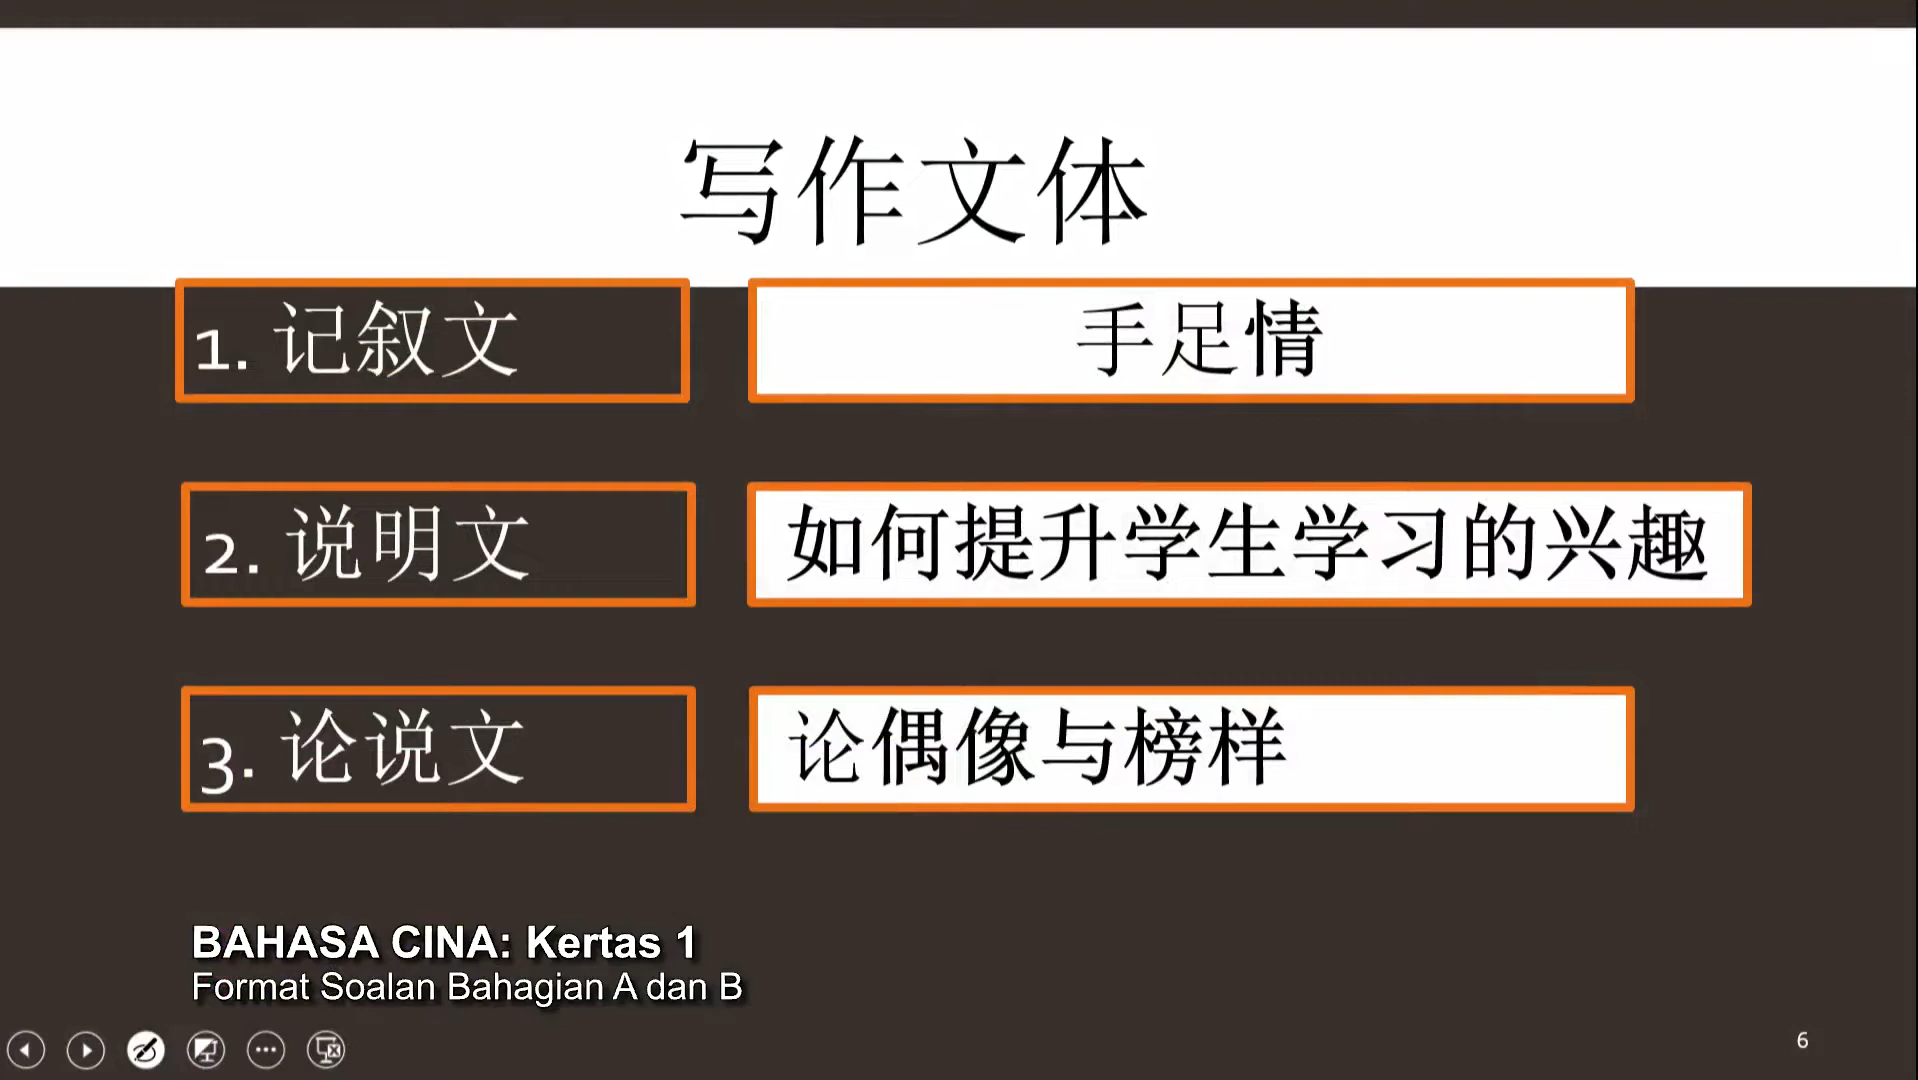 写作文体
1. 记叙文
手足情
2. 说明文
如何提升学生学习的兴趣
3. 论说文
论偶像与榜样
BAHASA CINA: Kertas 1
Format Soalan Bahagian A dan B
6